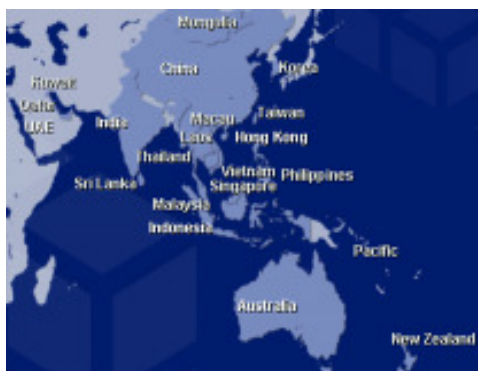 Mongolia
China
Korea
Kuwait
Qatar
UAE
India
Macau
Taiwan
Laos
Hong Kong
Thailand
Vietnam
Philippines
Sri Lanka
Singapore
Malaysia
Indonesia
Pacific
Australia
New Zealand